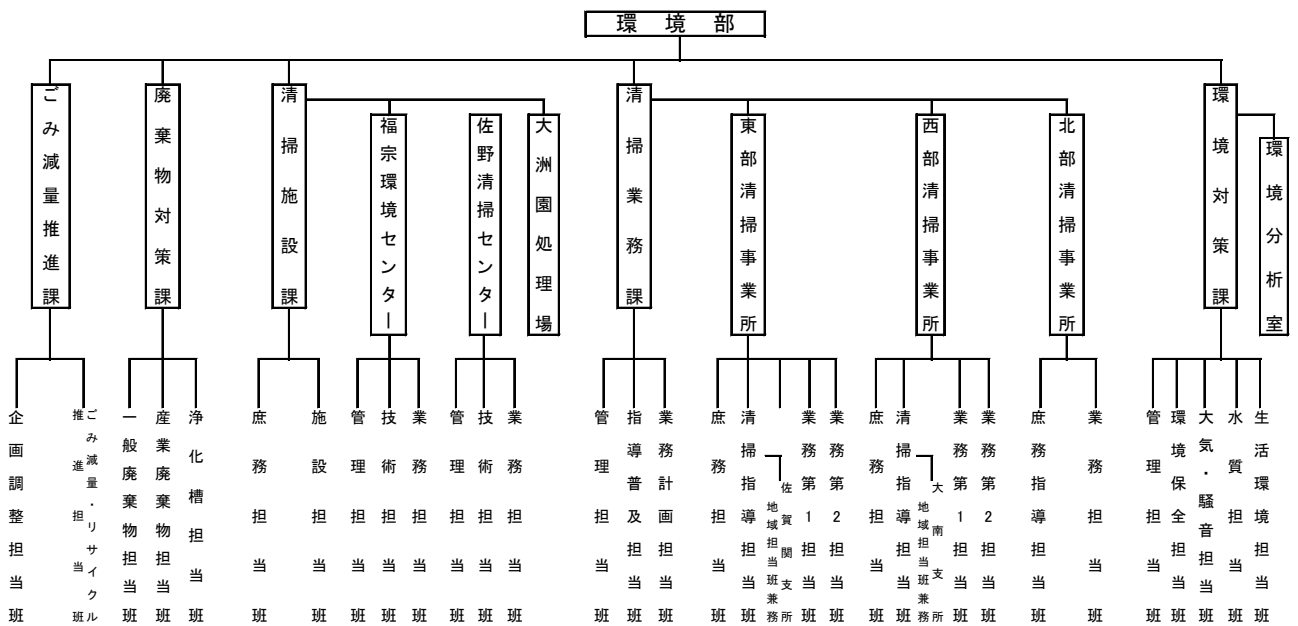 環境部
ごみ減量推進課
廃棄物対策課
清掃施設課
福宗環境センター
佐野清掃センター
大洲園処理場
清掃業務課
東部清掃事業所
西部清掃事業所
北部清掃事業所
環境対策課
環境分析室
企画調整担当班
ごみ減量・リサイクル
推進担当班
一般廃棄物担当班
産業廃棄物担当班
浄化槽担当班
庶務担当班
施設担当班
管理担当班
技術担当班
業務担当班
管理担当班
技術担当班
業務担当班
管理担当班
指導普及担当班
業務計画担当班
庶務担当班
清掃指導担当班
佐賀関支所
地域担当班兼務
業務第1担当班
業務第2担当班
庶務担当班
清掃指導担当班
大南支所
地域担当班兼務
業務第1担当班
業務第2担当班
庶務指導担当班
業務担当班
管理担当班
環境保全担当班
大気・騒音担当班
水質担当班
生活環境担当班